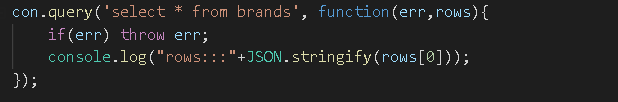 con.query('select * from brands', function(err,rows){
    if(err) throw err;
    console.log("rows:::"+JSON.stringify(rows[0]));
});